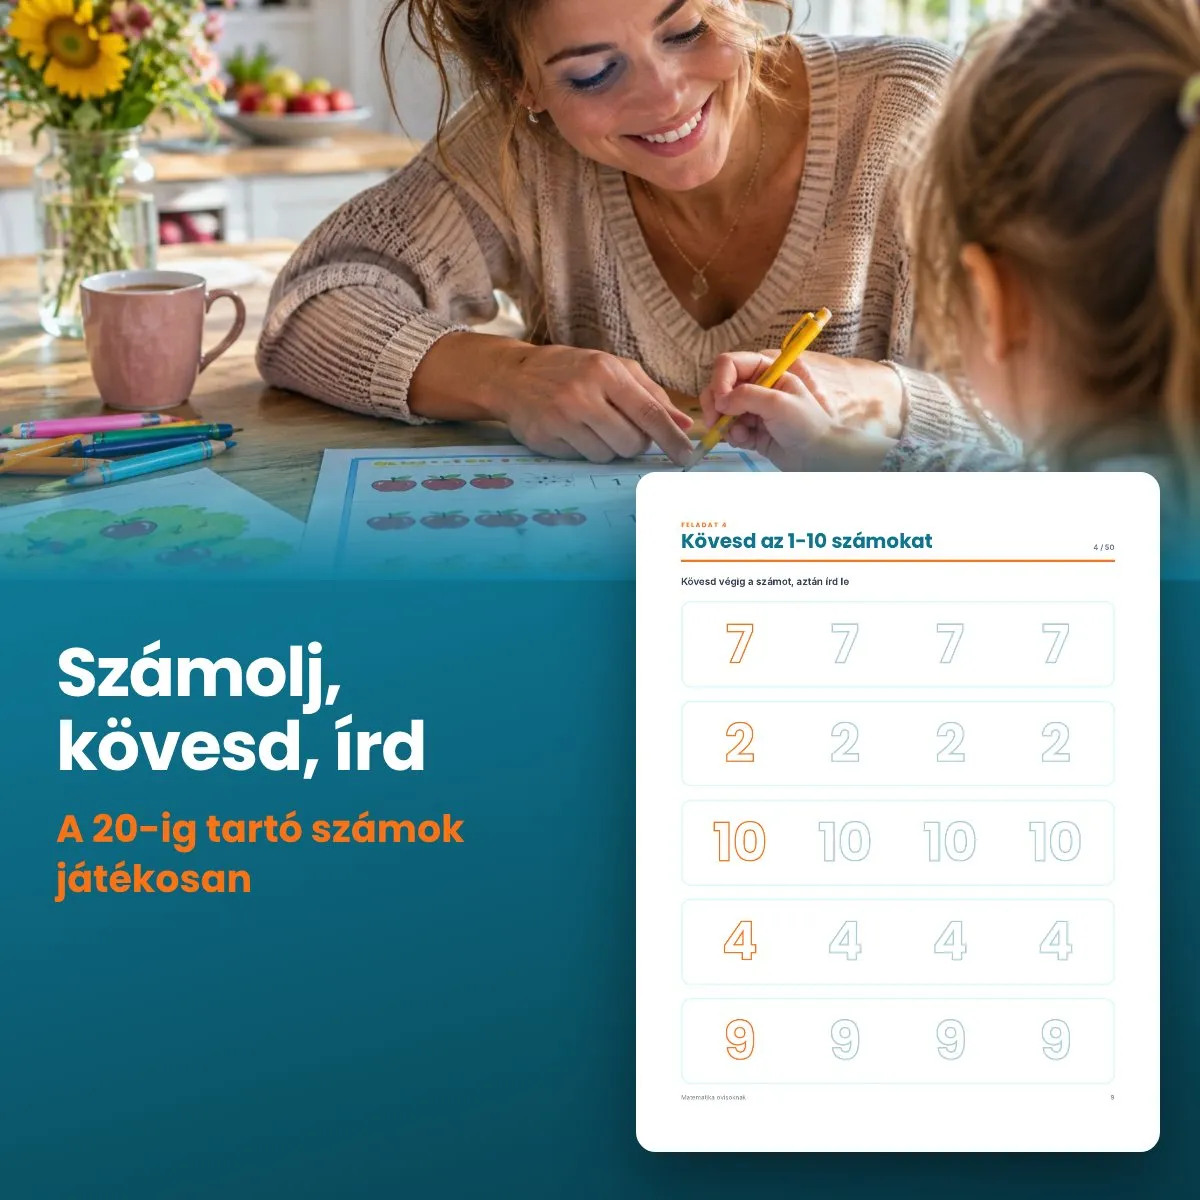 Számolj,
kövesd, írd
A 20-ig tartó számok
játékosan
FELADAT 4
Kövesd az 1-10 számokat
4 / 50
Kövesd végig a számot, aztán írd le
7 7 7 7
2 2 2 2
10 10 10 10
4 4 4 4
9 9 9 9
Matematika ovisoknak
9